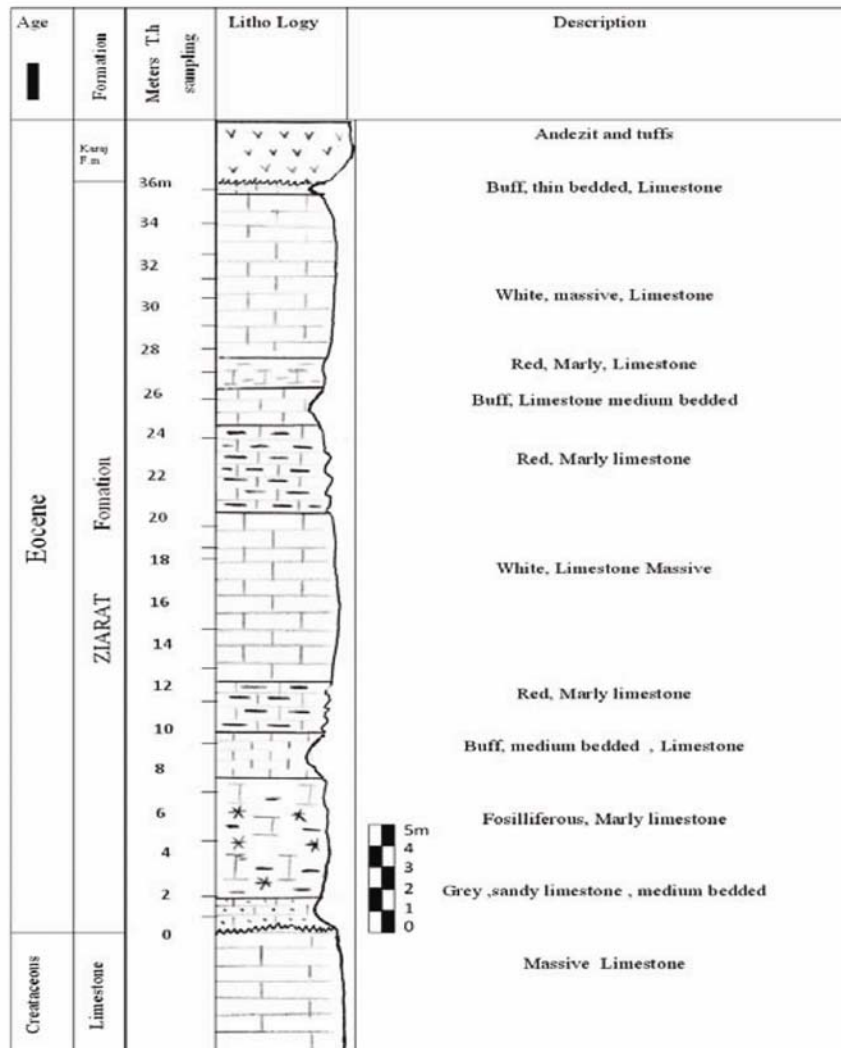 Age
Formation
Meters T.h
sampling
Litho Logy
Description
Karaj
F.m
Andezit and tuffs
36m
Buff, thin bedded, Limestone
34
32
White, massive, Limestone
30
28
Red, Marly, Limestone
26
Buff, Limestone medium bedded
24
Red, Marly limestone
22
20
18
White, Limestone Massive
16
14
12
Red, Marly limestone
10
Buff, medium bedded , Limestone
8
6
Fosilliferous, Marly limestone
4
2
Grey ,sandy limestone , medium bedded
0
5m
4
3
2
1
0
Eocene
ZIARAT Fomation
Massive Limestone
Creataceous
Limestone